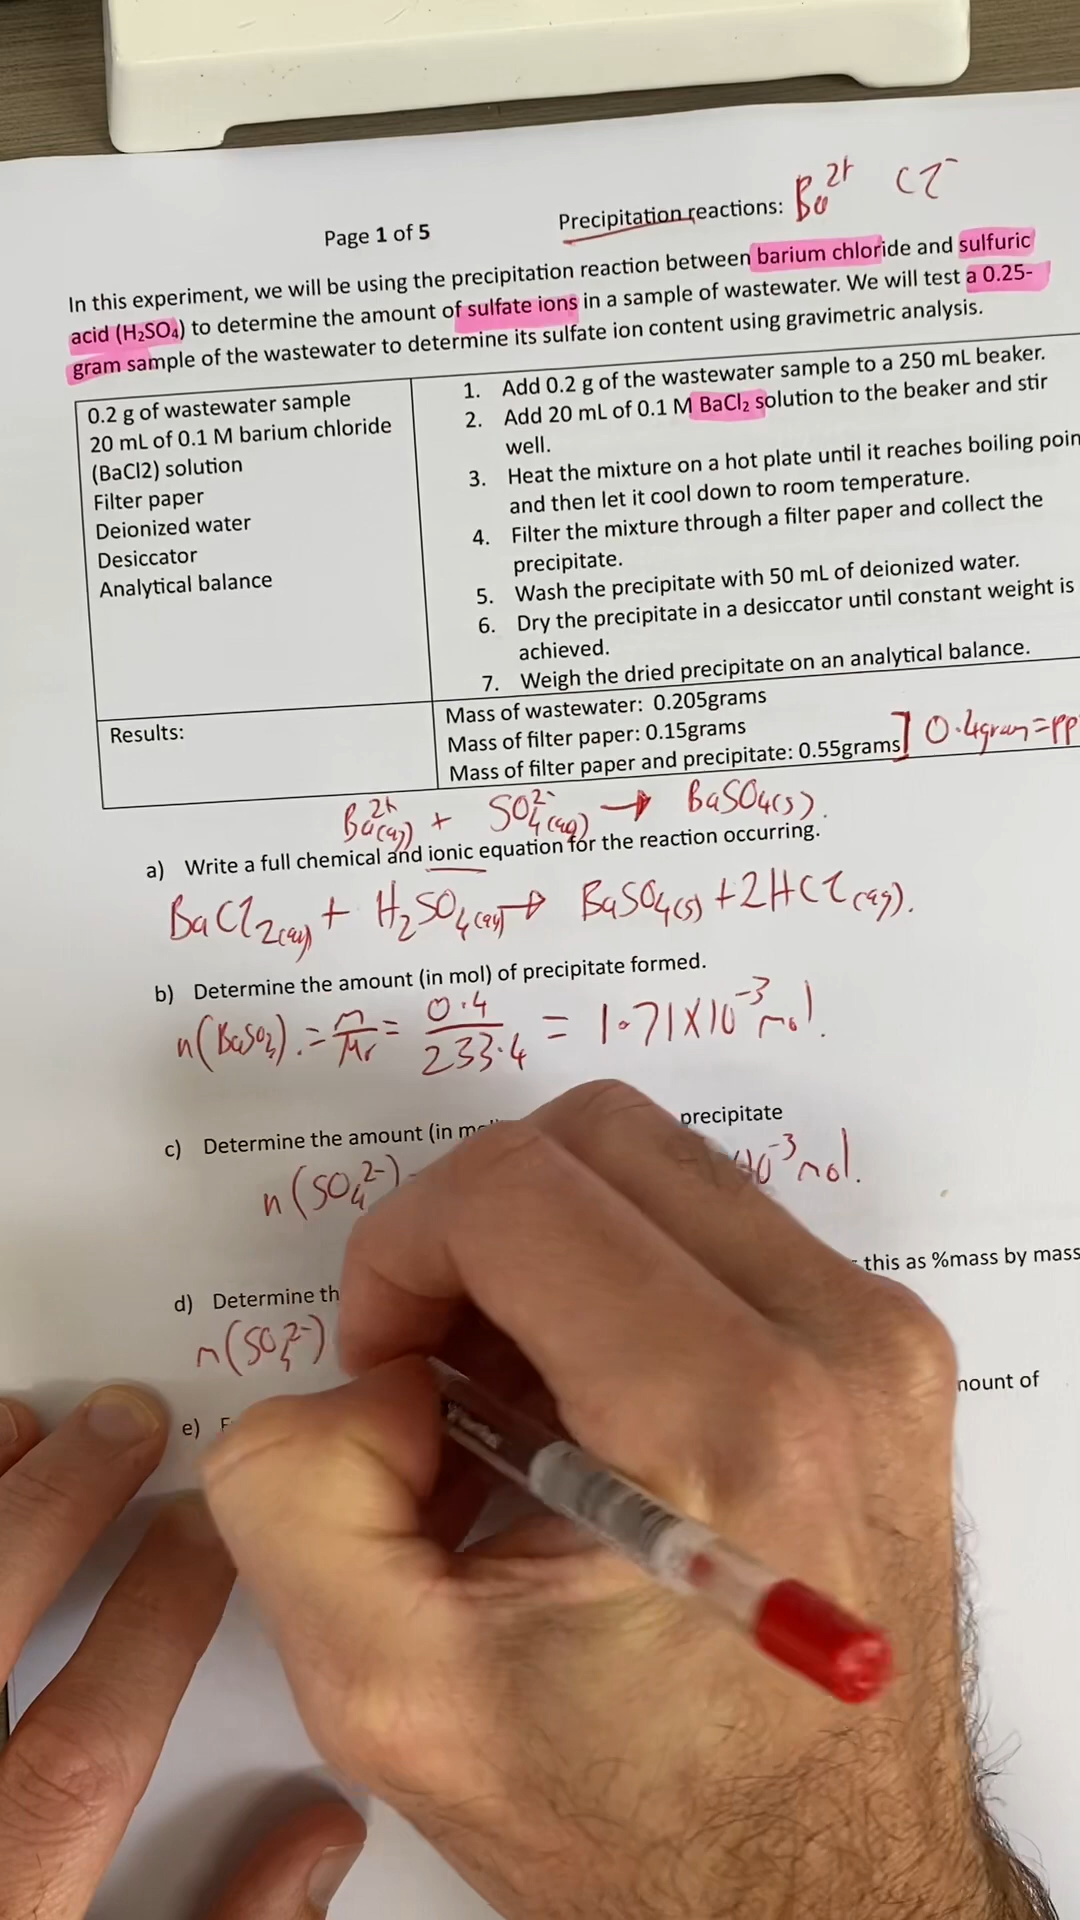 Page 1 of 5
Precipitation reactions: Ba2+ Cl-
In this experiment, we will be using the precipitation reaction between barium chloride and sulfuric
acid (H₂SO₄) to determine the amount of sulfate ions in a sample of wastewater. We will test a 0.25-
gram sample of the wastewater to determine its sulfate ion content using gravimetric analysis.
0.2 g of wastewater sample
20 mL of 0.1 M barium chloride
(BaCl2) solution
Filter paper
Deionized water
Desiccator
Analytical balance
1. Add 0.2 g of the wastewater sample to a 250 mL beaker.
2. Add 20 mL of 0.1 M BaCl₂ solution to the beaker and stir
well.
3. Heat the mixture on a hot plate until it reaches boiling poin
and then let it cool down to room temperature.
4. Filter the mixture through a filter paper and collect the
precipitate.
5. Wash the precipitate with 50 mL of deionized water.
6. Dry the precipitate in a desiccator until constant weight is
achieved.
7. Weigh the dried precipitate on an analytical balance.
Results:
Mass of wastewater: 0.205grams
Mass of filter paper: 0.15grams
Mass of filter paper and precipitate: 0.55grams ] 0.4gram=pp
Ba2+(aq) + SO₄2-(aq) → BaSO₄(s).
a) Write a full chemical and ionic equation for the reaction occurring.
BaCl₂(aq) + H₂SO₄(aq) → BaSO₄(s) + 2HCl(aq).
b) Determine the amount (in mol) of precipitate formed.
n(BaSO₄).= m/Mr = 0.4/233.4 = 1.71×10⁻³mol.
c) Determine the amount (in precipitate
n(SO₄2-) 10⁻³mol.
d) Determine th this as %mass by mass
n(SO₄2-)
e) nount of